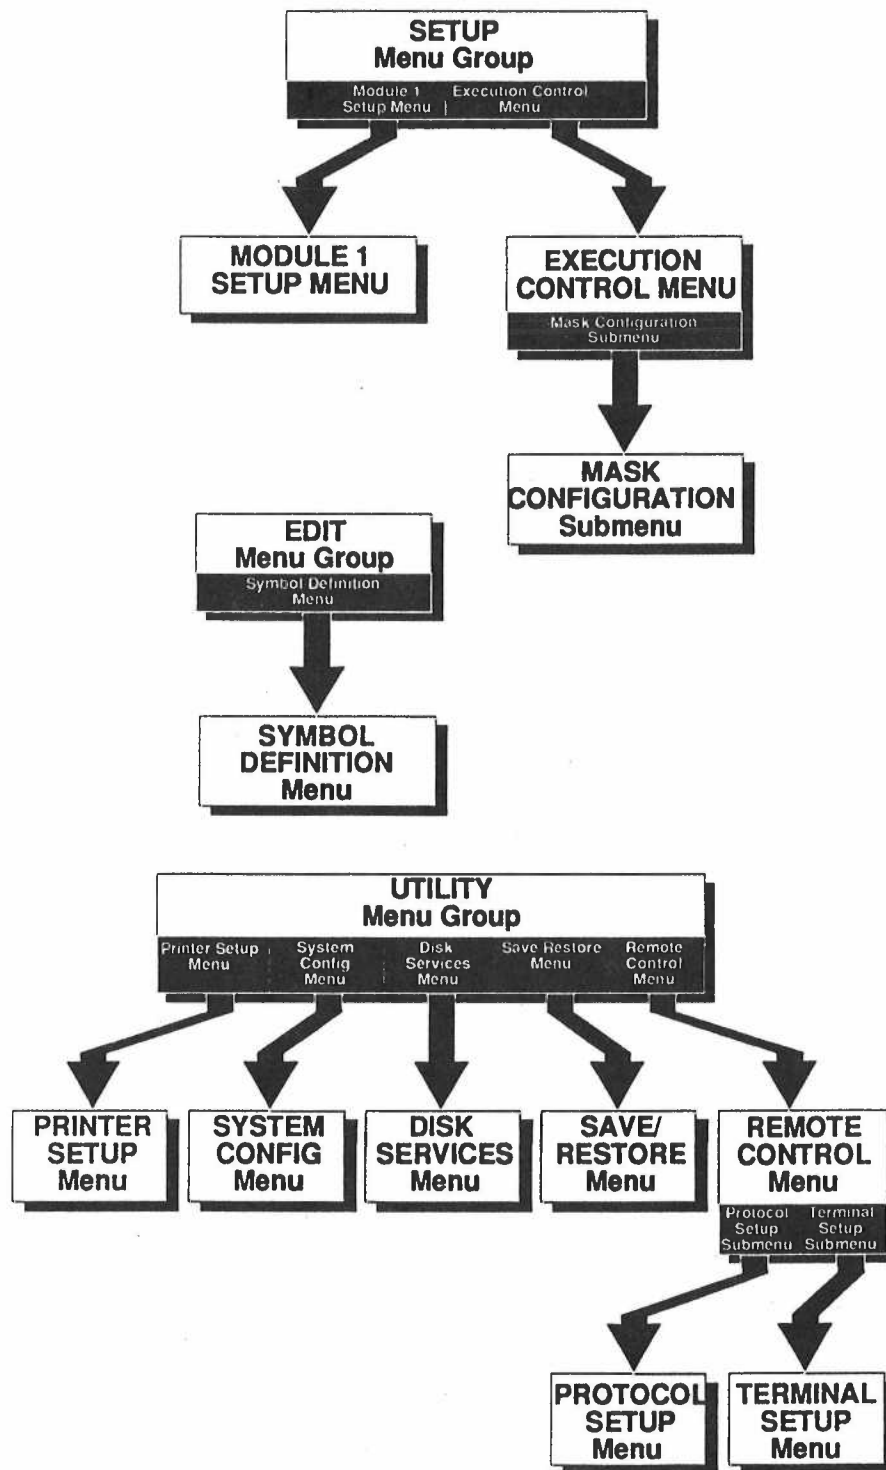 SETUP
Menu Group
Module 1 Execution Control
Setup Menu | Menu
MODULE 1
SETUP MENU
EXECUTION
CONTROL MENU
Mask Configuration
Submenu
MASK
CONFIGURATION
Submenu
EDIT
Menu Group
Symbol Definition
Menu
SYMBOL
DEFINITION
Menu
UTILITY
Menu Group
Printer Setup
Menu
System
Config
Menu
Disk
Services
Menu
Save Restore
Menu
Remote
Control
Menu
PRINTER
SETUP
Menu
SYSTEM
CONFIG
Menu
DISK
SERVICES
Menu
SAVE/
RESTORE
Menu
REMOTE
CONTROL
Menu
Protocol
Setup
Submenu
Terminal
Setup
Submenu
PROTOCOL
SETUP
Menu
TERMINAL
SETUP
Menu